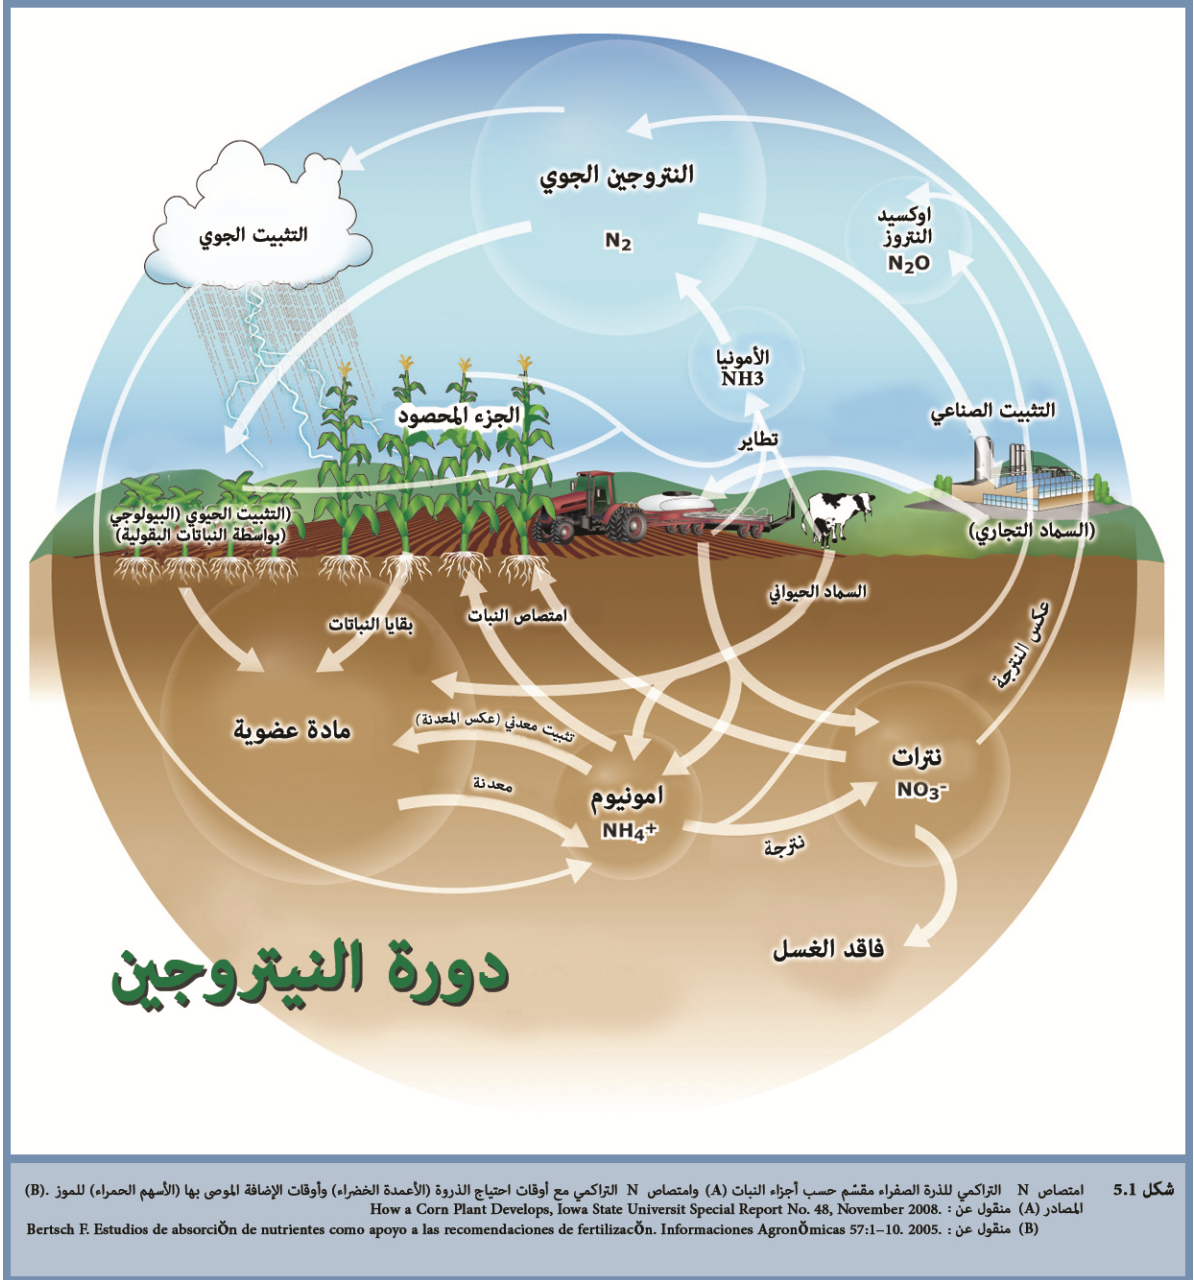 النتروجين الجوي
N2
اوكسيد
النتروز
N2O
التثبيت الجوي
الأمونيا
NH3
التثبيت الصناعي
الجزء المحصود
تطاير
التثبيت الحيوي (البيولوجي)
(بواسطة النباتات البقولية)
(السماد التجاري)
السماد الحيواني
امتصاص النبات
بقايا النباتات
عكس النترجة
مادة عضوية
تثبيت معدني (عكس المعدنة)
نترات
NO3-
معدنة
امونيوم
NH4+
نترجة
فاقد الغسل
دورة النيتروجين
شكل 5.1 امتصاص N التراكمي للذرة الصفراء مقسّم حسب أجزاء النبات (A) وامتصاص N التراكمي مع أوقات احتياج الذروة (الأعمدة الخضراء) وأوقات الإضافة الموصى بها (الأسهم الحمراء) للموز .(B)
المصادر (A) منقول عن : How a Corn Plant Develops, Iowa State Universit Special Report No. 48, November 2008.
(B) منقول عن : Bertsch F. Estudios de absorciŎn de nutrientes como apoyo a las recomendaciones de fertilizacŎn. Informaciones AgronŎmicas 57:1–10. 2005.